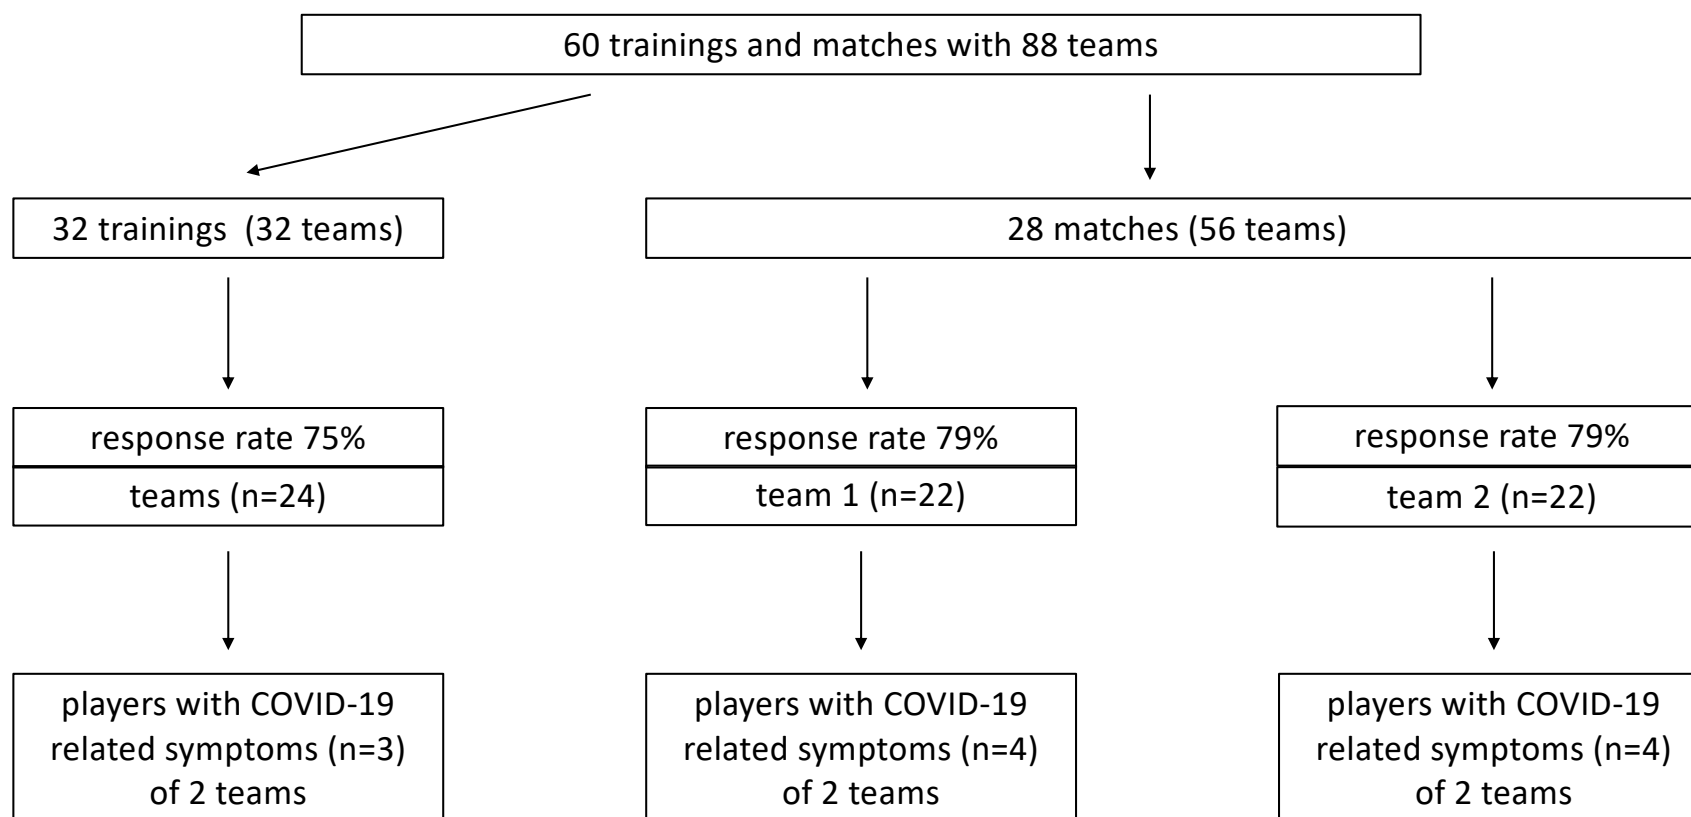 60 trainings and matches with 88 teams
32 trainings  (32 teams)
28 matches (56 teams)
response rate 75%
teams (n=24)
response rate 79%
team 1 (n=22)
response rate 79%
team 2 (n=22)
players with COVID-19
related symptoms (n=3)
of 2 teams
players with COVID-19
related symptoms (n=4)
of 2 teams
players with COVID-19
related symptoms (n=4)
of 2 teams